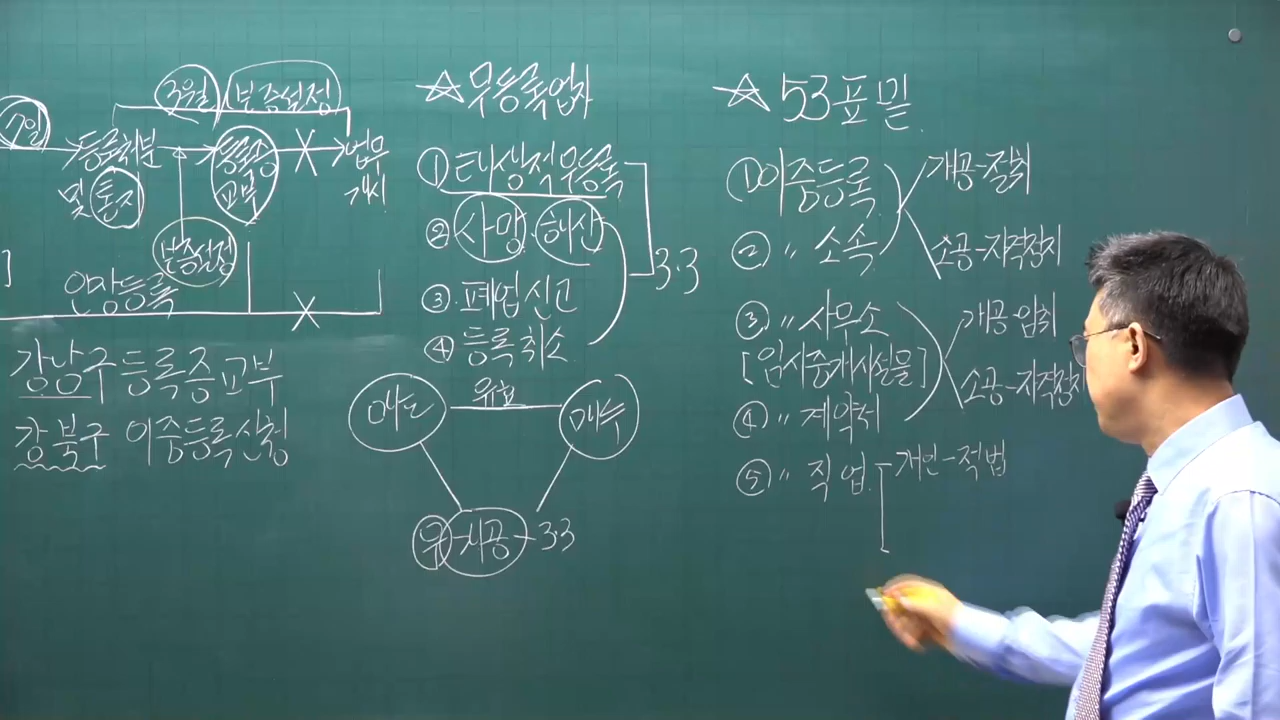 3월 보증설정
7일
등록처분 등록증 업무
및 통지 교부 개시
보증설정
인장등록
강남구 등록증교부
강북구 이중등록신청
☆무등록업자
① 태생적무등록
② 사망 해산
3·3
③ 폐업신고
④ 등록취소
매도 유효 매수
무 중공 3·3
☆53표 밑
①이중등록 개공-절취
② 〃 소속 소공-자격정지
③ 〃 사무소 개공 임취
[임시중개시설물]
소공-자격정지
④ 〃 계약서
⑤ 〃 직업 개인-적법